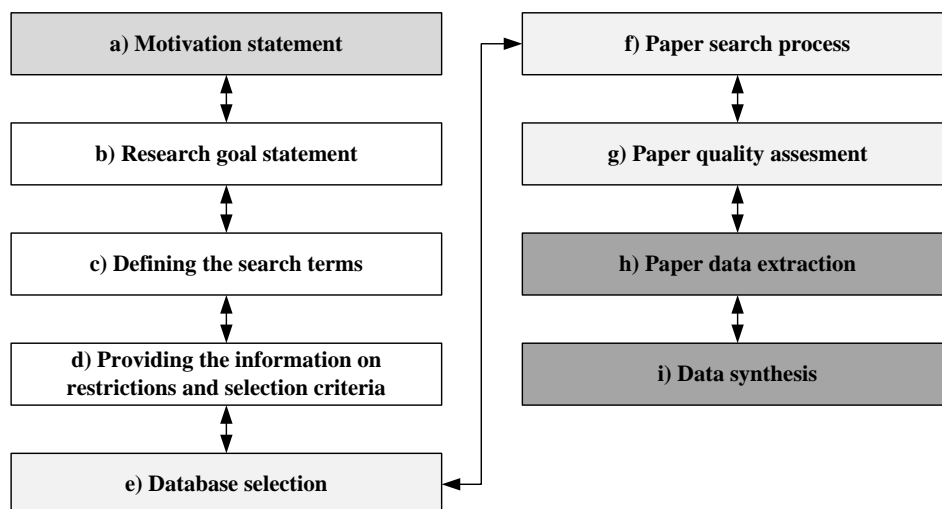 a) Motivation statement
b) Research goal statement
c) Defining the search terms
d) Providing the information on
restrictions and selection criteria
e) Database selection
f) Paper search process
g) Paper quality assesment
h) Paper data extraction
i) Data synthesis